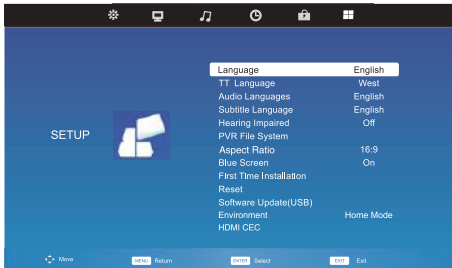 Language English
TT Language West
Audio Languages English
Subtitle Language English
Hearing Impaired Off
SETUP
PVR File System
Aspect Ratio 16:9
Blue Screen On
First Time Installation
Reset
Software Update(USB)
Environment Home Mode
HDMI CEC
Move MENU Return ENTER Select EXIT Exit